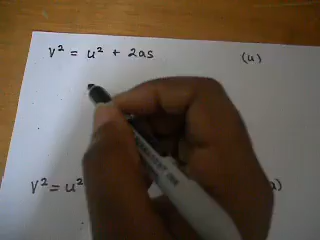 v² = u² + 2as (u)
v² = u²